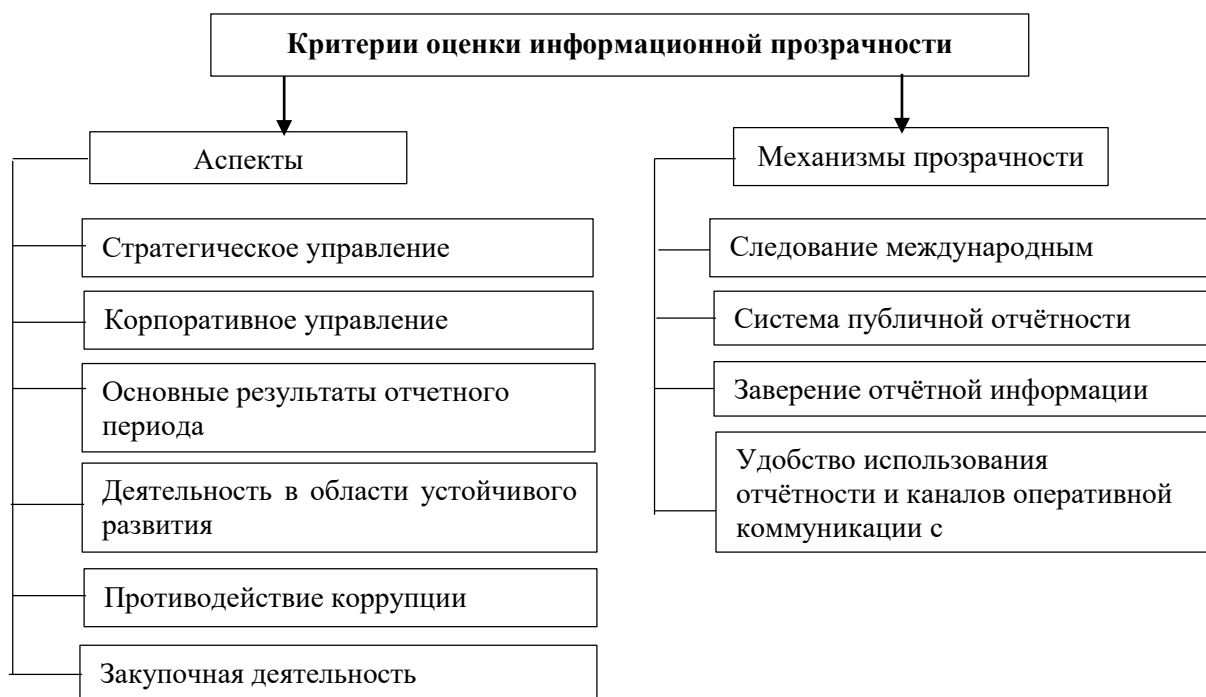 Критерии оценки информационной прозрачности
Аспекты
Стратегическое управление
Корпоративное управление
Основные результаты отчетного
периода
Деятельность в области устойчивого
развития
Противодействие коррупции
Закупочная деятельность
Механизмы прозрачности
Следование международным
Система публичной отчётности
Заверение отчётной информации
Удобство использования
отчётности и каналов оперативной
коммуникации с